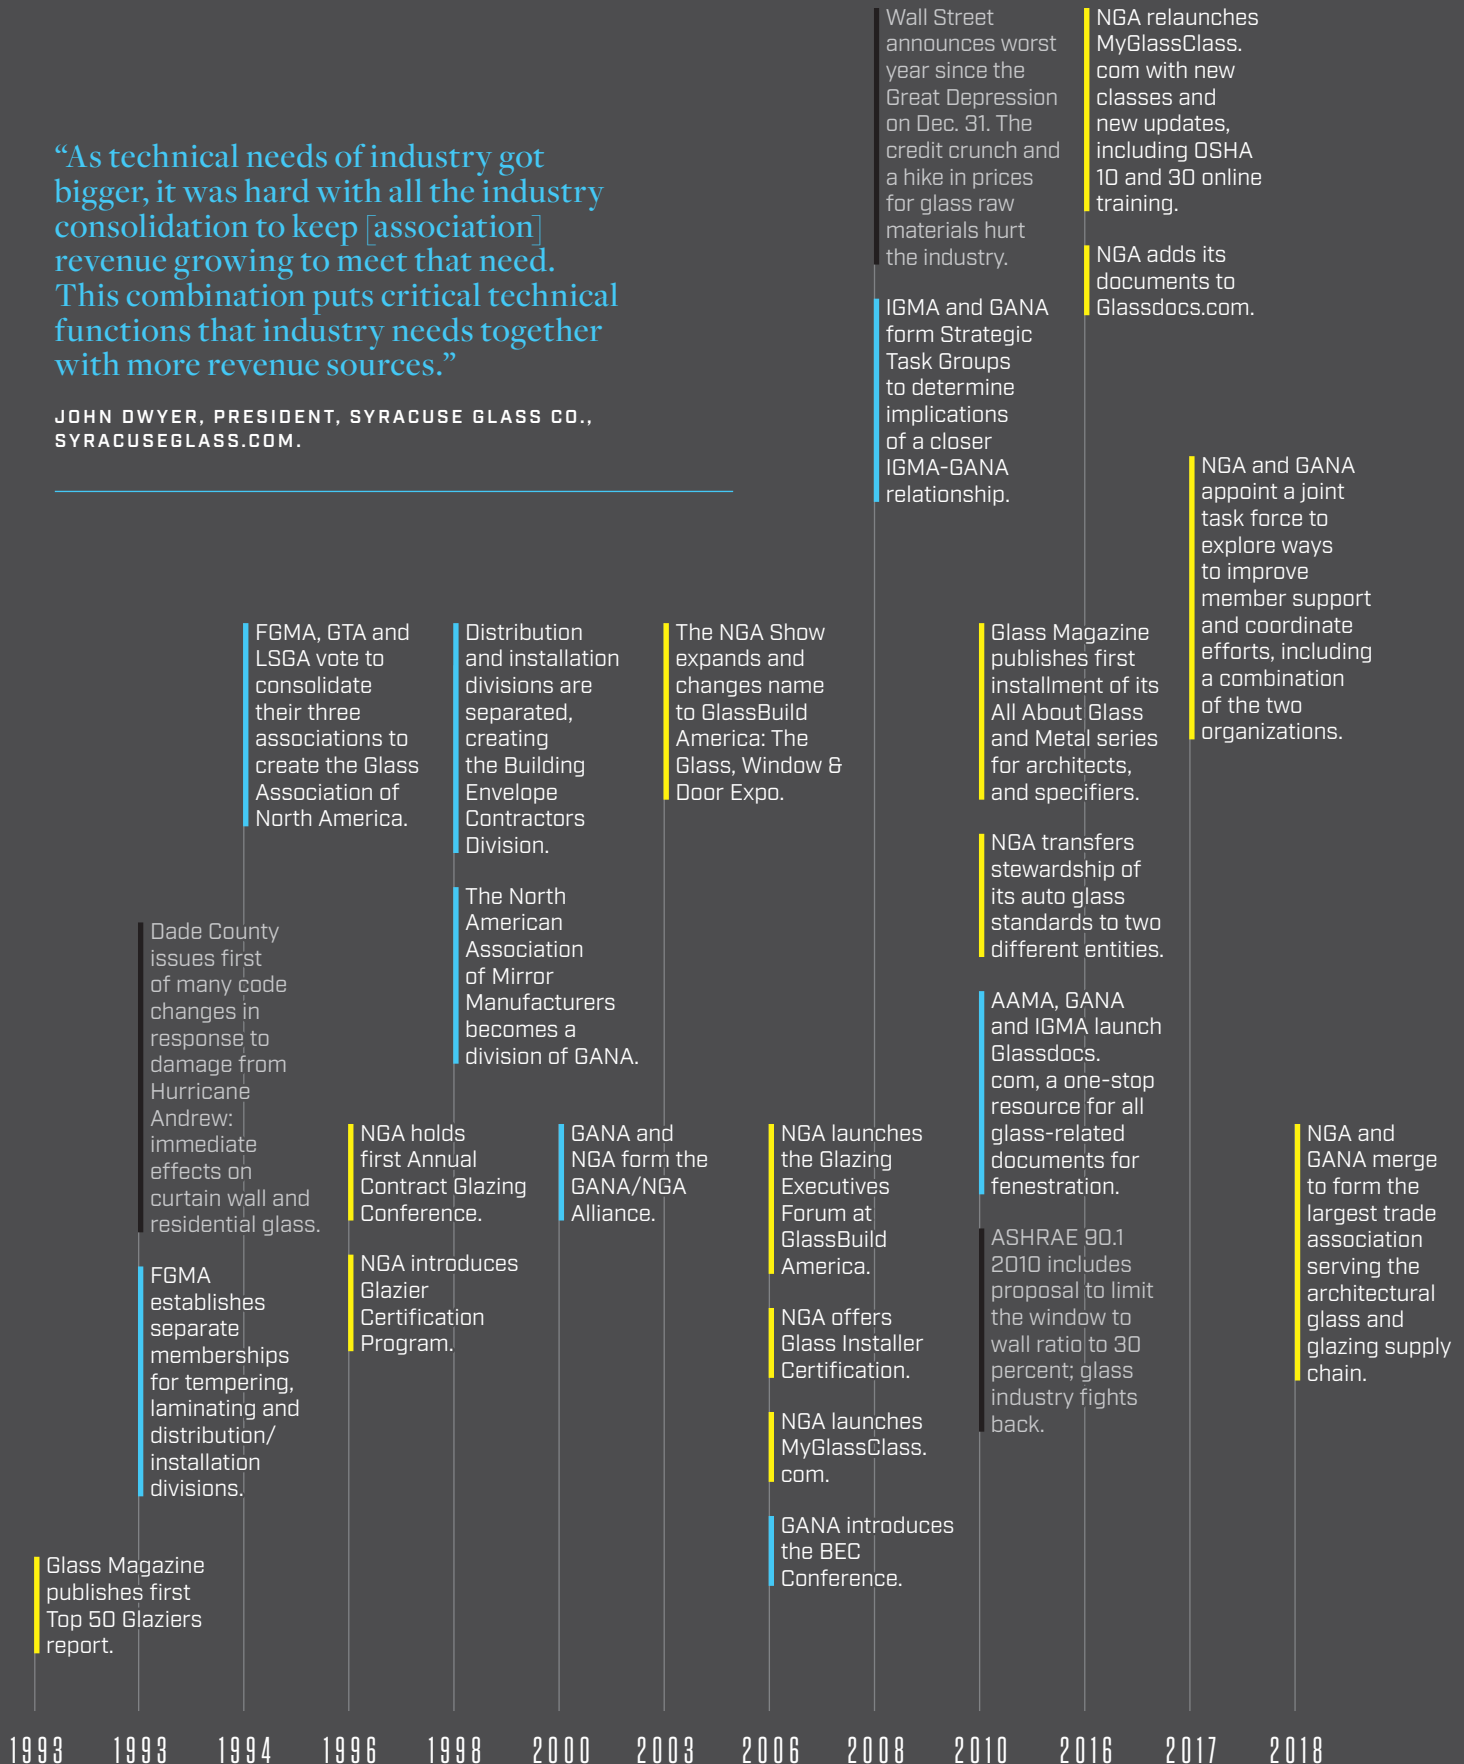 “As technical needs of industry got
bigger, it was hard with all the industry
consolidation to keep [association]
revenue growing to meet that need.
This combination puts critical technical
functions that industry needs together
with more revenue sources.”
JOHN DWYER, PRESIDENT, SYRACUSE GLASS CO.,
SYRACUSEGLASS.COM.
Glass Magazine
publishes first
Top 50 Glaziers
report.
Dade County
issues first
of many code
changes in
response to
damage from
Hurricane
Andrew:
immediate
effects on
curtain wall and
residential glass.
FGMA
establishes
separate
memberships
for tempering,
laminating and
distribution/
installation
divisions.
FGMA, GTA and
LSGA vote to
consolidate
their three
associations to
create the Glass
Association of
North America.
NGA holds
first Annual
Contract Glazing
Conference.
NGA introduces
Glazier
Certification
Program.
Distribution
and installation
divisions are
separated,
creating
the Building
Envelope
Contractors
Division.
The North
American
Association
of Mirror
Manufacturers
becomes a
division of GANA.
GANA and
NGA form the
GANA/NGA
Alliance.
The NGA Show
expands and
changes name
to GlassBuild
America: The
Glass, Window &
Door Expo.
NGA launches
the Glazing
Executives
Forum at
GlassBuild
America.
NGA offers
Glass Installer
Certification.
NGA launches
MyGlassClass.
com.
GANA introduces
the BEC
Conference.
Wall Street
announces worst
year since the
Great Depression
on Dec. 31. The
credit crunch and
a hike in prices
for glass raw
materials hurt
the industry.
IGMA and GANA
form Strategic
Task Groups
to determine
implications
of a closer
IGMA-GANA
relationship.
Glass Magazine
publishes first
installment of its
All About Glass
and Metal series
for architects,
and specifiers.
NGA transfers
stewardship of
its auto glass
standards to two
different entities.
AAMA, GANA
and IGMA launch
Glassdocs.
com, a one-stop
resource for all
glass-related
documents for
fenestration.
ASHRAE 90.1
2010 includes
proposal to limit
the window to
wall ratio to 30
percent; glass
industry fights
back.
NGA relaunches
MyGlassClass.
com with new
classes and
new updates,
including OSHA
10 and 30 online
training.
NGA adds its
documents to
Glassdocs.com.
NGA and GANA
appoint a joint
task force to
explore ways
to improve
member support
and coordinate
efforts, including
a combination
of the two
organizations.
NGA and
GANA merge
to form the
largest trade
association
serving the
architectural
glass and
glazing supply
chain.
1993 1993 1994 1996 1998 2000 2003 2006 2008 2010 2016 2017 2018